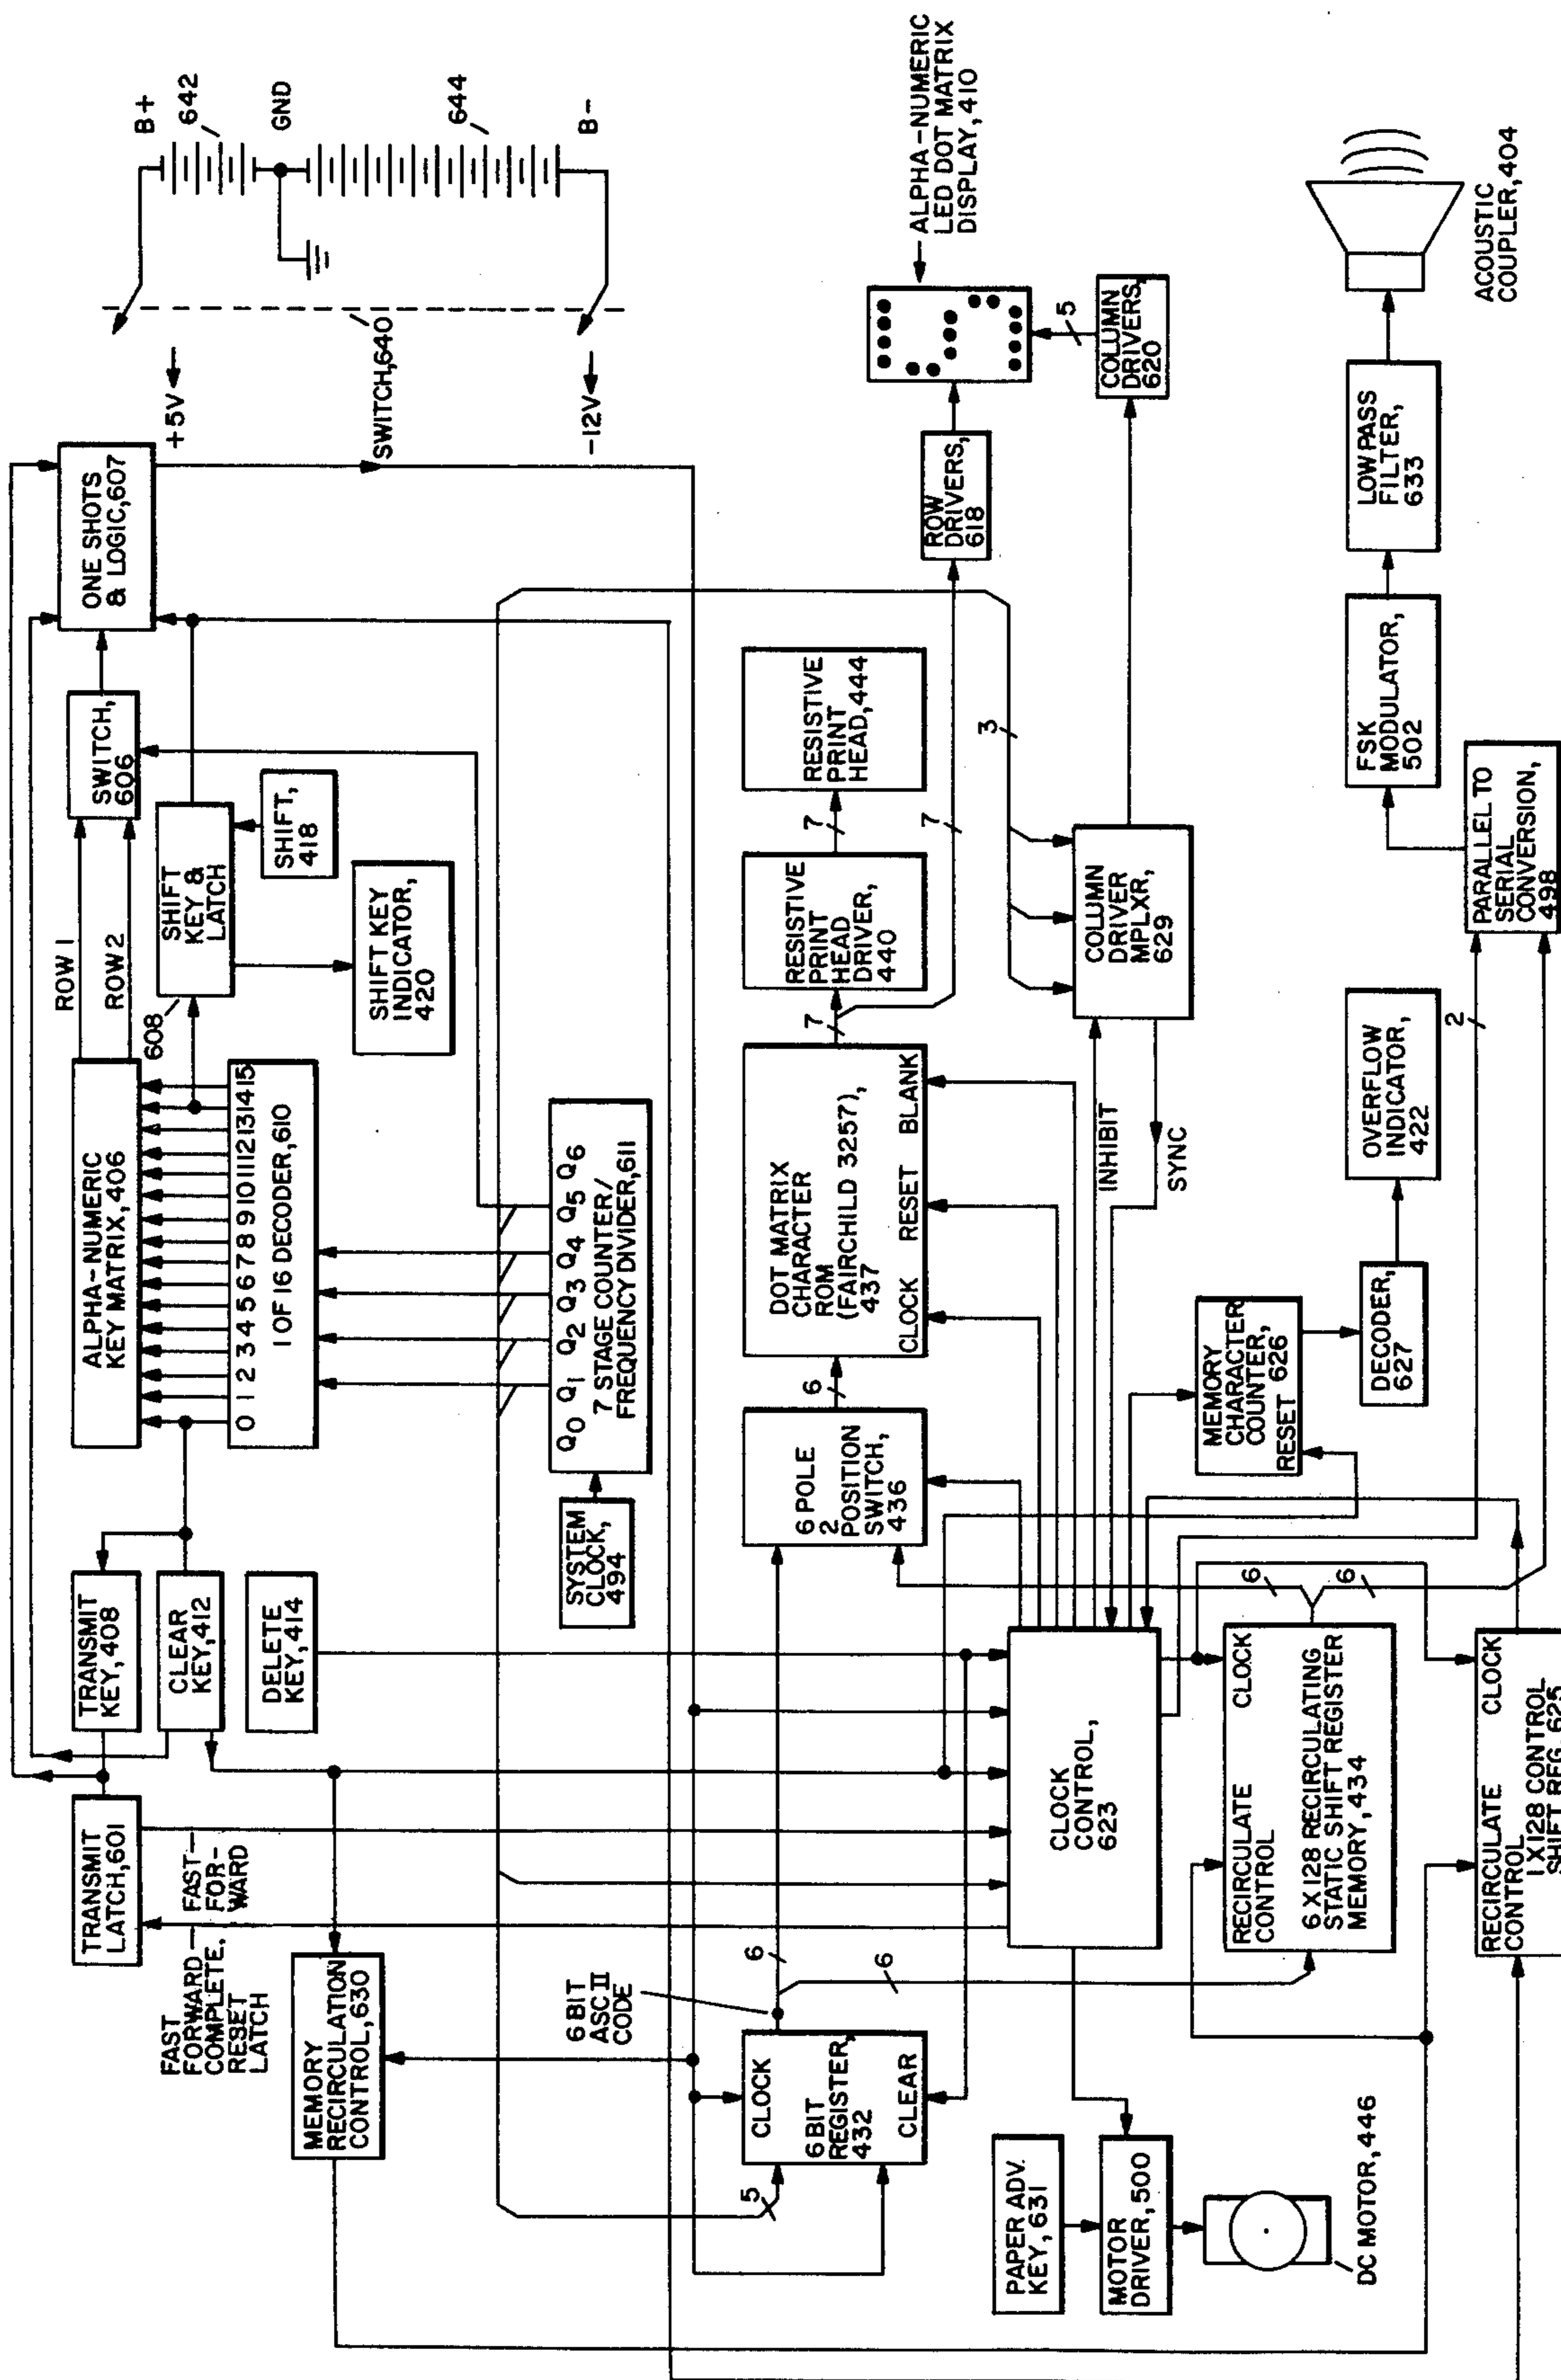 FAST
FORWARD—
COMPLETE,
RESET
LATCH
FAST—
FOR-
WARD
TRANSMIT
LATCH,601
TRANSMIT
KEY,408
CLEAR
KEY,412
DELETE
KEY,414
ALPHA-NUMERIC
KEY MATRIX,406
0 1 2 3 4 5 6 7 8 9 10 11 12 13 14 15
1 OF 16 DECODER,610
608
ROW 1
ROW 2
SHIFT
KEY &
LATCH
SHIFT,
418
SHIFT KEY
INDICATOR,
420
SWITCH,
606
ONE SHOTS
& LOGIC,607
+5V
SWITCH,640
-12V
B+
642
GND
644
B-
MEMORY
RECIRCULATION
CONTROL,630
SYSTEM
CLOCK,
494
Q0 Q1 Q2 Q3 Q4 Q5 Q6
7 STAGE COUNTER/
FREQUENCY DIVIDER,611
6 BIT
ASC II
CODE
5
CLOCK
6 BIT
REGISTER,
432
CLEAR
6
6
6 POLE
2
POSITION
SWITCH,
436
6
DOT MATRIX
CHARACTER
ROM
(FAIRCHILD 3257),
437
CLOCK RESET BLANK
7
RESISTIVE
PRINT
HEAD
DRIVER,
440
7
RESISTIVE
PRINT
HEAD,444
7
ROW
DRIVERS,
618
ALPHA-NUMERIC
LED DOT MATRIX
DISPLAY,410
5
COLUMN
DRIVERS,
620
3
COLUMN
DRIVER
MPLXR,
629
INHIBIT
SYNC
PAPER ADV.
KEY, 631
MOTOR
DRIVER,500
DC MOTOR,446
CLOCK
CONTROL,
623
MEMORY
CHARACTER
COUNTER,
626
RESET
DECODER,
627
OVERFLOW
INDICATOR,
422
RECIRCULATE
CONTROL
CLOCK
6 X 128 RECIRCULATING
STATIC SHIFT REGISTER
MEMORY,434
6
6
2
RECIRCULATE
CONTROL
CLOCK
1 X 128 CONTROL
SHIFT REG,625
PARALLEL TO
SERIAL
CONVERSION,
498
FSK
MODULATOR,
502
LOW PASS
FILTER,
633
ACOUSTIC
COUPLER,404